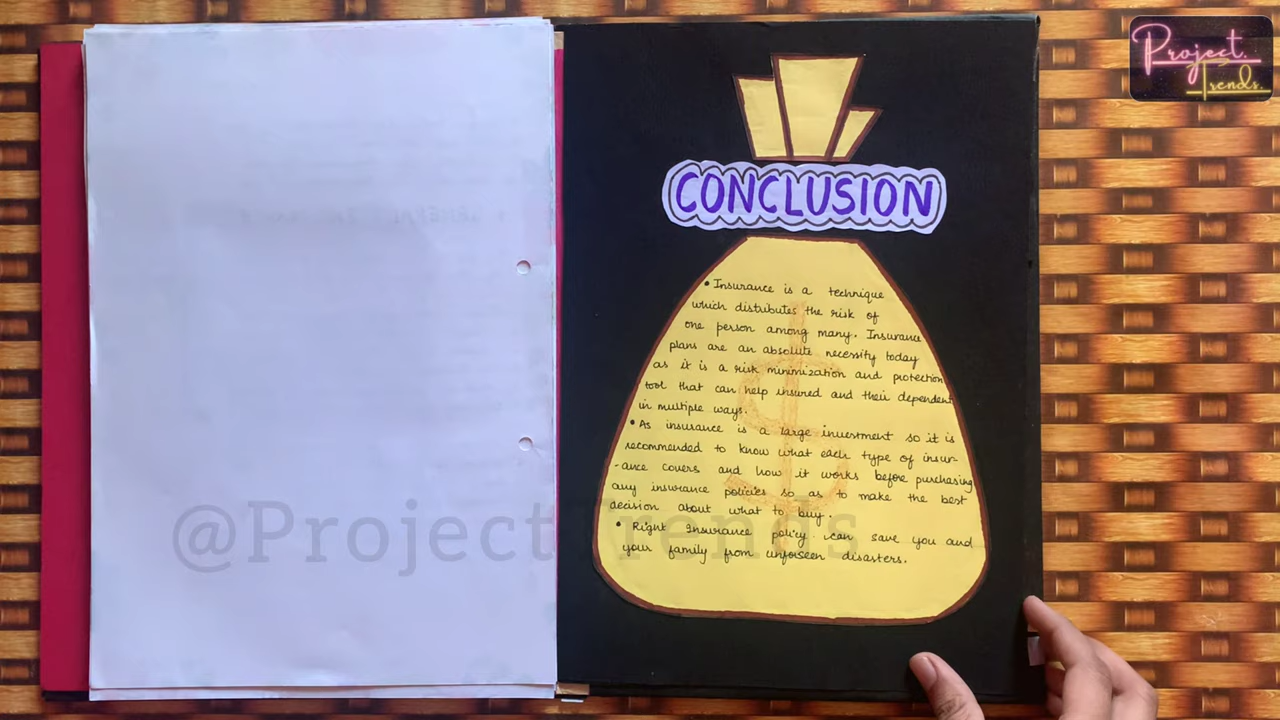 Project
Trends
CONCLUSION
• Insurance is a technique
which distributes the risk of
one person among many. Insurance
plans are an absolute necessity today
as it is a risk minimization and protection
tool that can help insured and their dependent
in multiple ways.
• As insurance is a large investment so it is
recommended to know what each type of insur-
-ance covers and how it works before purchasing
any insurance policies so as to make the best
decision about what to buy.
• Right Insurance policy can save you and
your family from unforseen disasters.
@ProjectTrends